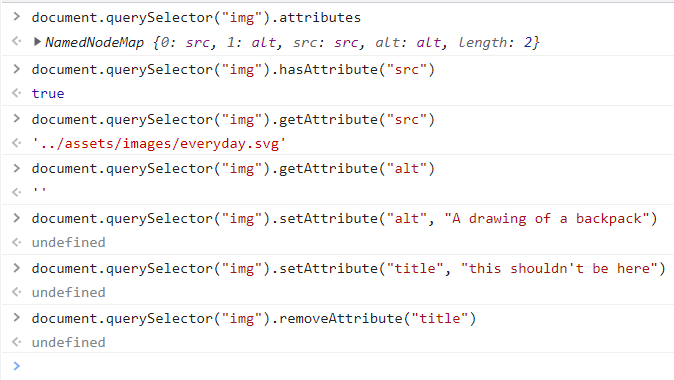 document.querySelector("img").attributes
NamedNodeMap {0: src, 1: alt, src: src, alt: alt, length: 2}
document.querySelector("img").hasAttribute("src")
true
document.querySelector("img").getAttribute("src")
'../assets/images/everyday.svg'
document.querySelector("img").getAttribute("alt")
''
document.querySelector("img").setAttribute("alt", "A drawing of a backpack")
undefined
document.querySelector("img").setAttribute("title", "this shouldn't be here")
undefined
document.querySelector("img").removeAttribute("title")
undefined